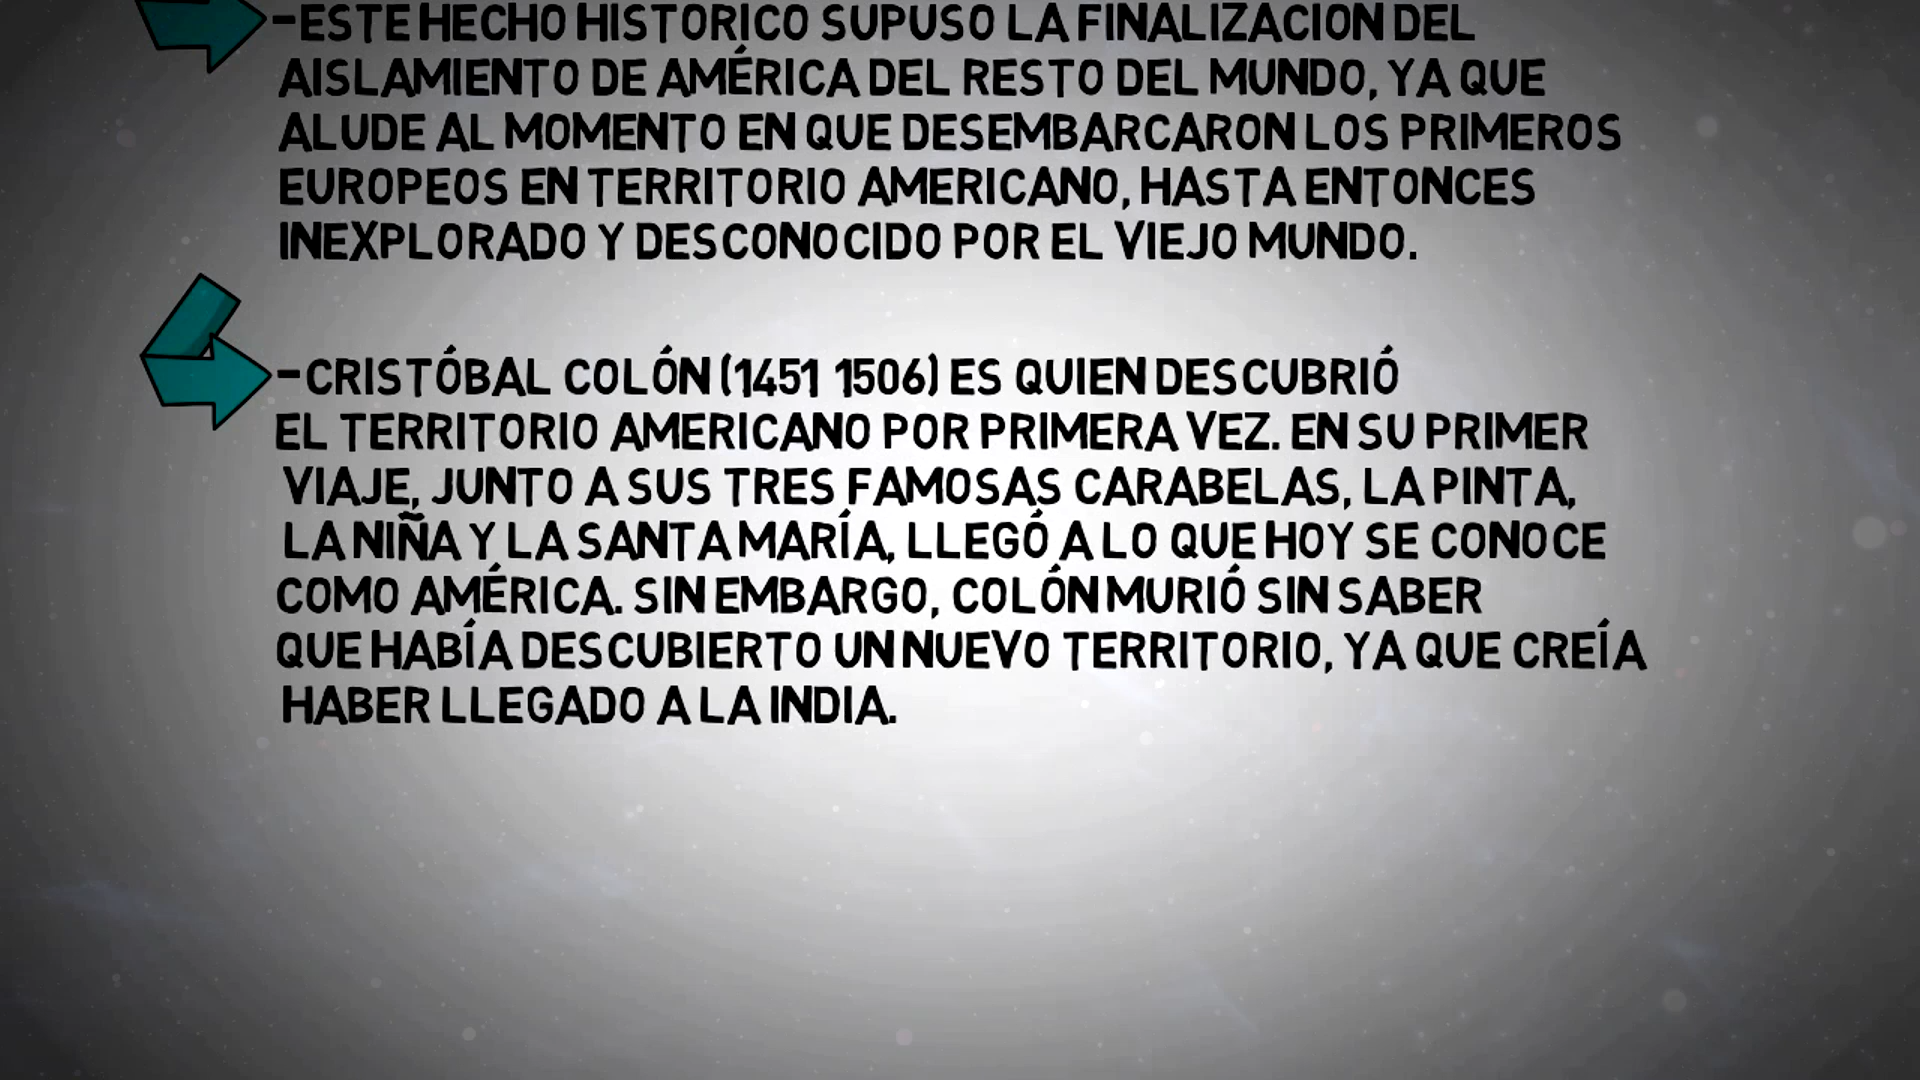 -ESTE HECHO HISTORICO SUPUSO LA FINALIZACION DEL
AISLAMIENTO DE AMÉRICA DEL RESTO DEL MUNDO, YA QUE
ALUDE AL MOMENTO EN QUE DESEMBARCARON LOS PRIMEROS
EUROPEOS EN TERRITORIO AMERICANO, HASTA ENTONCES
INEXPLORADO Y DESCONOCIDO POR EL VIEJO MUNDO.
-CRISTÓBAL COLÓN (1451 1506) ES QUIEN DESCUBRIÓ
EL TERRITORIO AMERICANO POR PRIMERA VEZ. EN SU PRIMER
VIAJE, JUNTO A SUS TRES FAMOSAS CARABELAS, LA PINTA,
LA NIÑA Y LA SANTA MARÍA, LLEGÓ A LO QUE HOY SE CONOCE
COMO AMÉRICA. SIN EMBARGO, COLÓN MURIÓ SIN SABER
QUE HABÍA DESCUBIERTO UN NUEVO TERRITORIO, YA QUE CREÍA
HABER LLEGADO A LA INDIA.